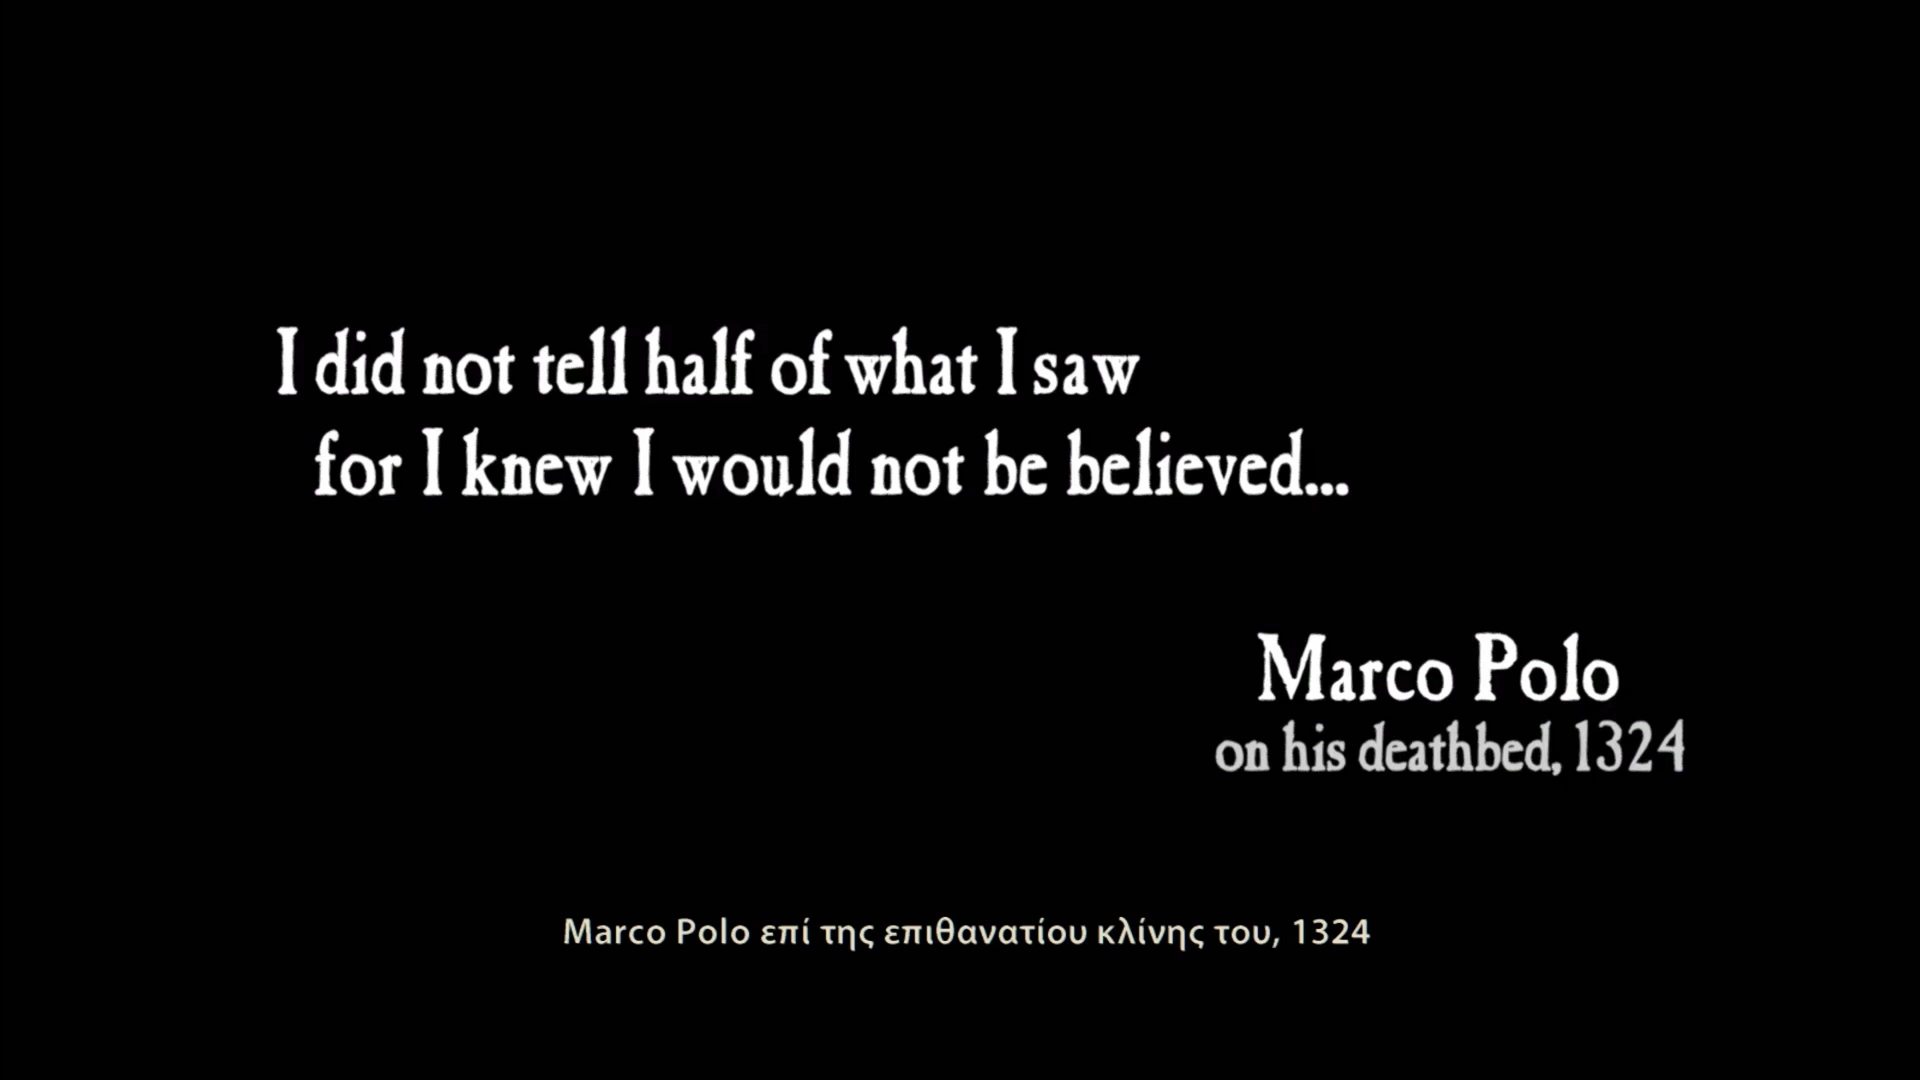 I did not tell half of what I saw
for I knew I would not be believed...
Marco Polo
on his deathbed, 1324
Marco Polo επί της επιθανατίου κλίνης του, 1324